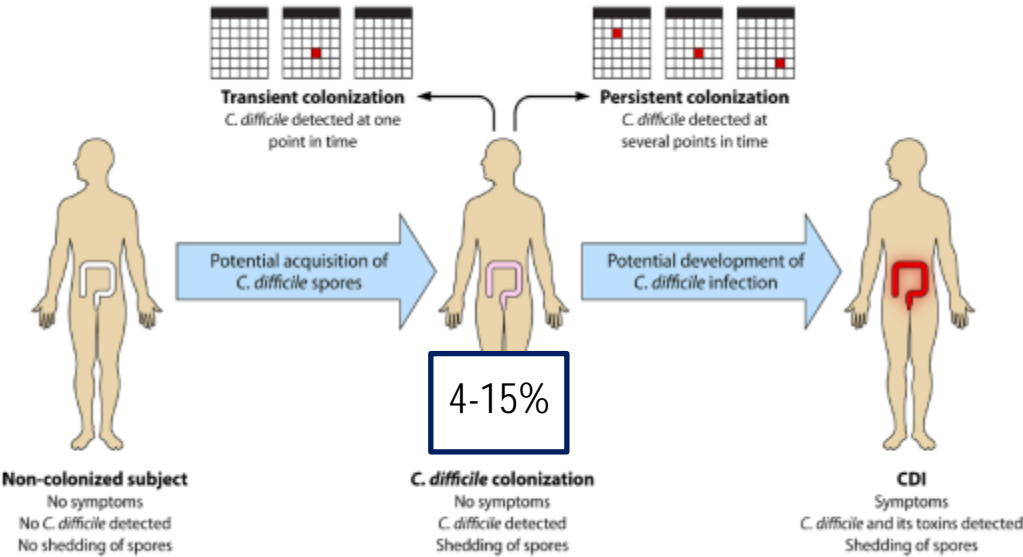 Transient colonization
C. difficile detected at one
point in time
Persistent colonization
C. difficile detected at
several points in time
Potential acquisition of
C. difficile spores
Potential development of
C. difficile infection
4-15%
Non-colonized subject
No symptoms
No C. difficile detected
No shedding of spores
C. difficile colonization
No symptoms
C. difficile detected
Shedding of spores
CDI
Symptoms
C. difficile and its toxins detected
Shedding of spores